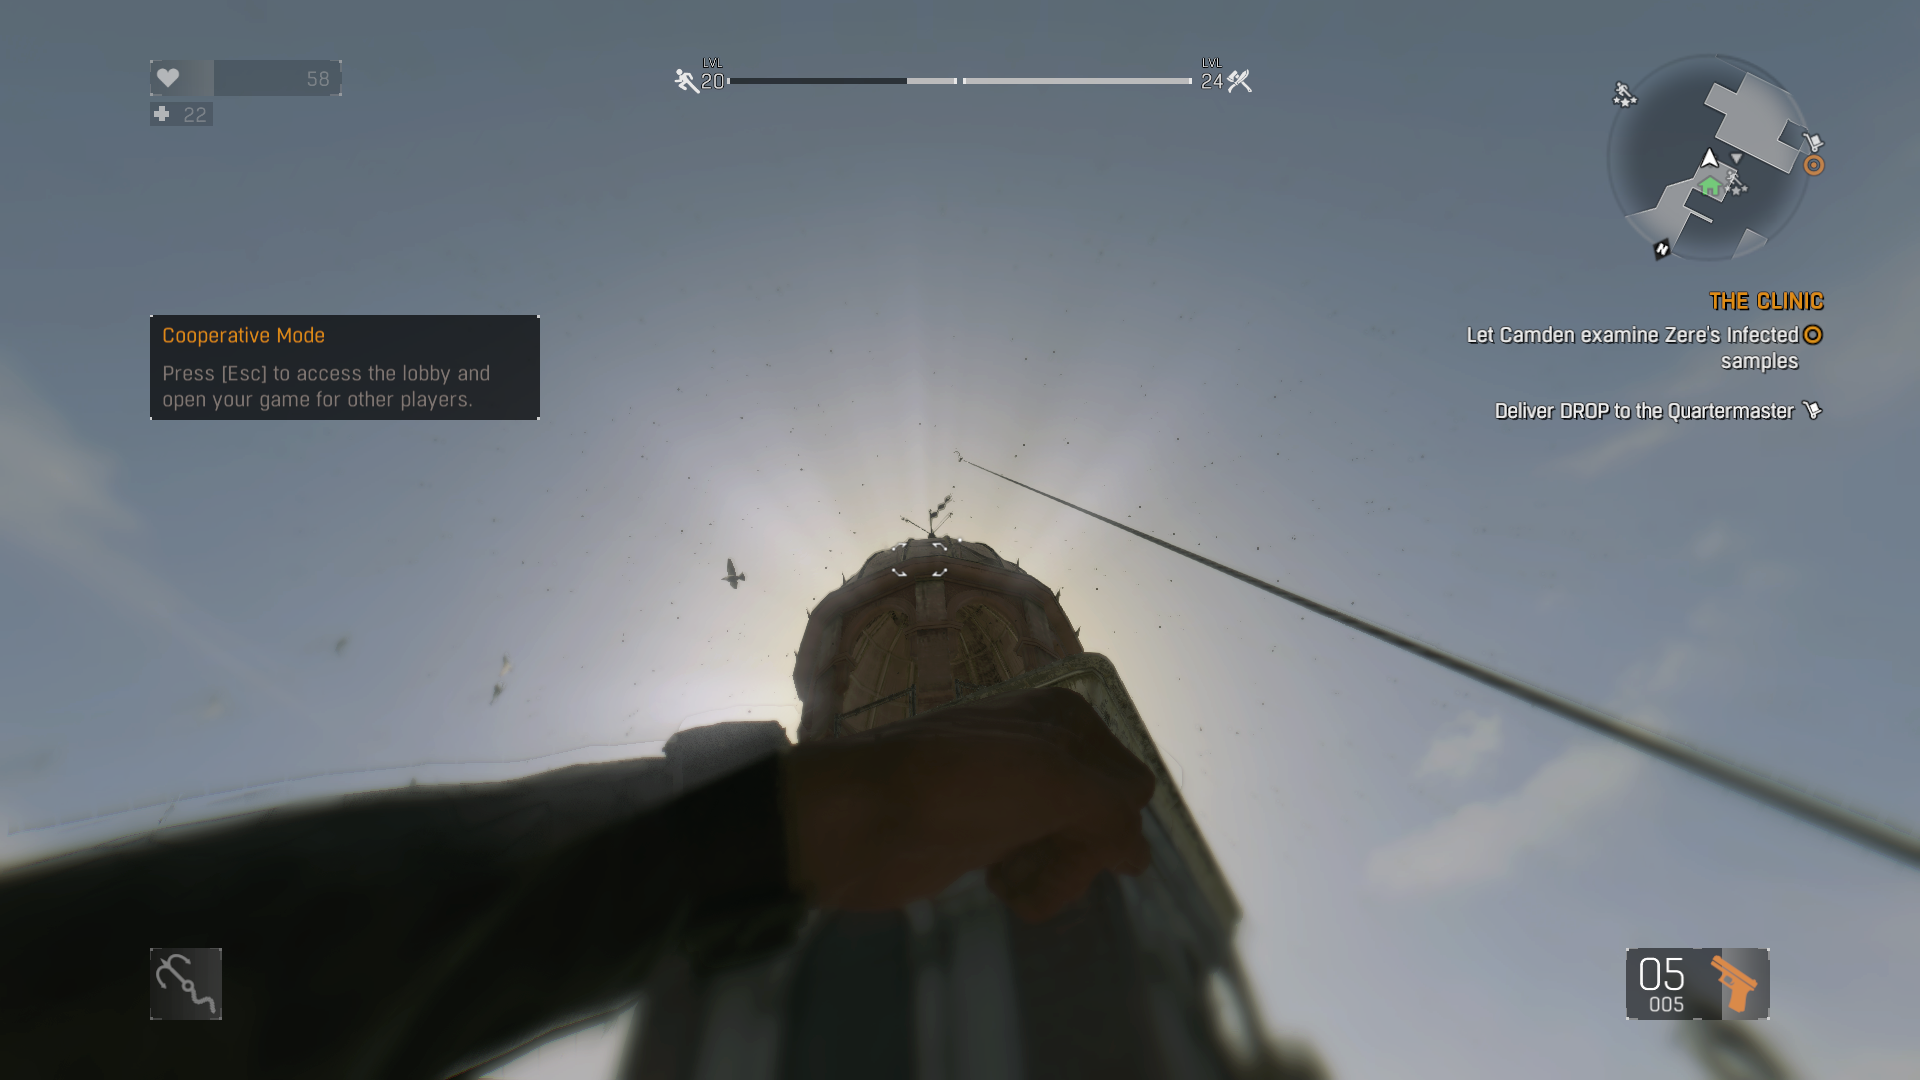 58
22
LVL
20
LVL
24
N
THE CLINIC
Let Camden examine Zere's Infected
samples
Deliver DROP to the Quartermaster
Cooperative Mode
Press [Esc] to access the lobby and
open your game for other players.
05
005